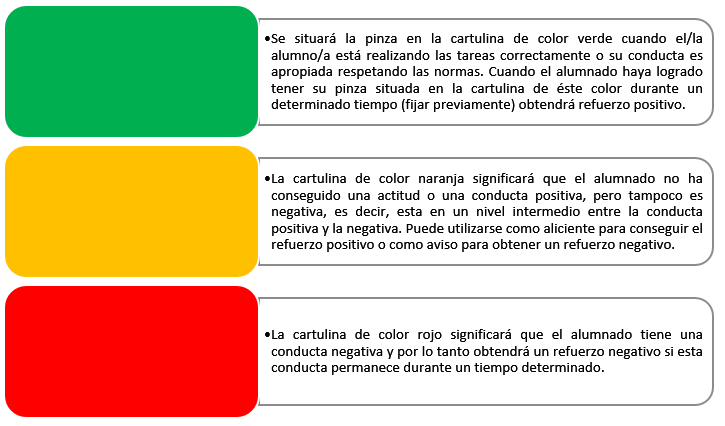 •Se situará la pinza en la cartulina de color verde cuando el/la
alumno/a está realizando las tareas correctamente o su conducta es
apropiada respetando las normas. Cuando el alumnado haya logrado
tener su pinza situada en la cartulina de éste color durante un
determinado tiempo (fijar previamente) obtendrá refuerzo positivo.
•La cartulina de color naranja significará que el alumnado no ha
conseguido una actitud o una conducta positiva, pero tampoco es
negativa, es decir, esta en un nivel intermedio entre la conducta
positiva y la negativa. Puede utilizarse como aliciente para conseguir el
refuerzo positivo o como aviso para obtener un refuerzo negativo.
•La cartulina de color rojo significará que el alumnado tiene una
conducta negativa y por lo tanto obtendrá un refuerzo negativo si esta
conducta permanece durante un tiempo determinado.